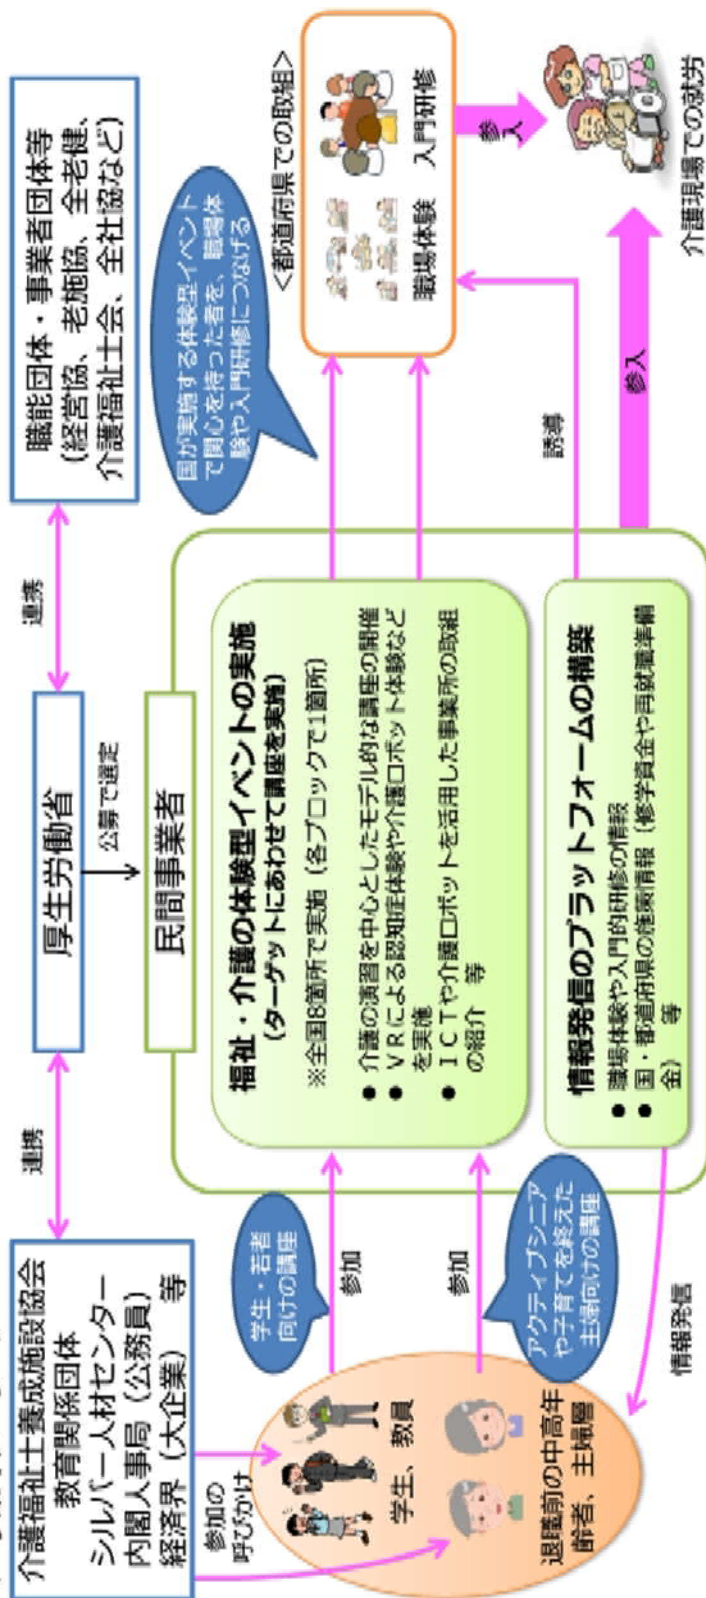 介護福祉士養成施設協会
教育関係団体
シルバー人材センター
内閣人事局（公務員）
経済界（大企業）　等
連携
厚生労働省
連携
職能団体・事業者団体等
（経営協、老施協、全老健、
介護福祉士会、全社協など）
公募で選定
民間事業者
参加の
呼びかけ
学生、教員
退職前の中高年
齢者、主婦層
学生・若者
向けの講座
参加
参加
アクティブシニア
や子育てを終えた
主婦向けの講座
情報発信
福祉・介護の体験型イベントの実施
（ターゲットにあわせて講座を実施）
※全国8箇所で実施（各ブロックで1箇所）
● 介護の演習を中心としたモデル的な講座の開催
● ＶＲによる認知症体験や介護ロボット体験など
を実施
● ＩＣＴや介護ロボットを活用した事業所の取組
の紹介　等
情報発信のプラットフォームの構築
● 職場体験や入門的研修の情報
● 国・都道府県の施策情報（修学資金や再就職準備
金）　等
国が実施する体験型イベント
で関心を持った者を、職場体
験や入門研修につなげる
＜都道府県での取組＞
職場体験
入門研修
誘導
参入
参入
介護現場での就労